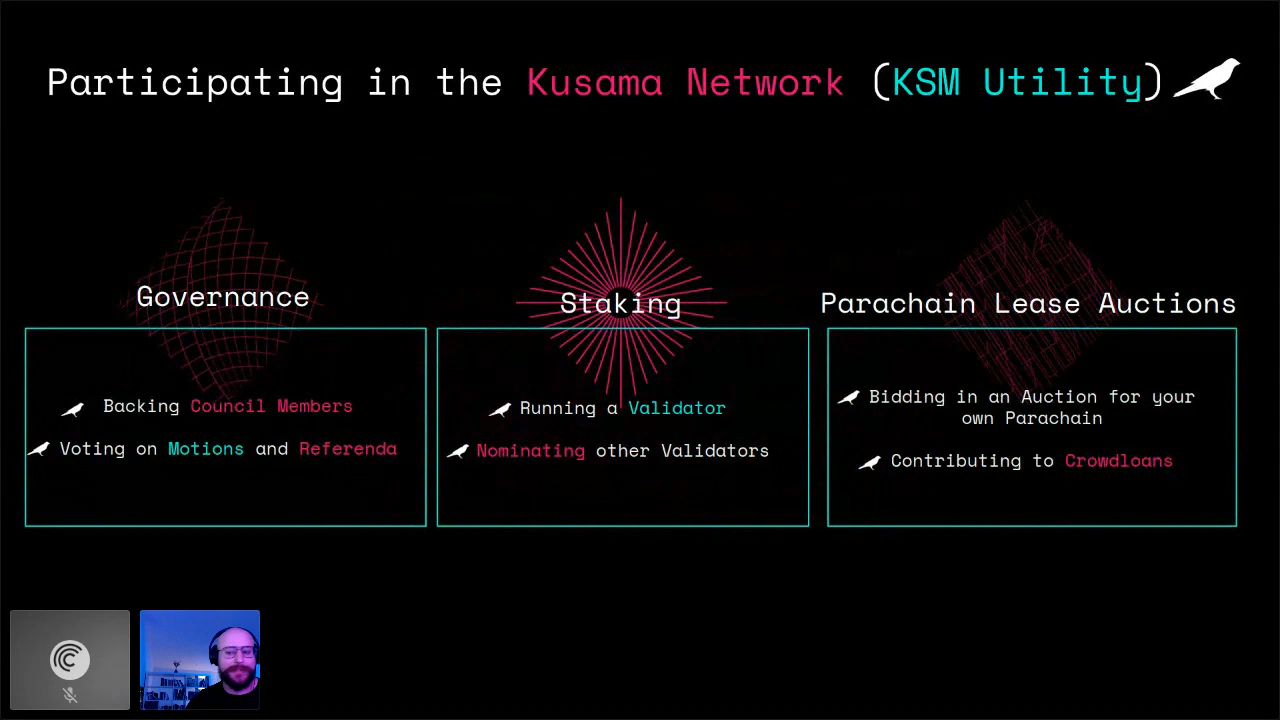 Participating in the Kusama Network (KSM Utility)
Governance
Backing Council Members
Voting on Motions and Referenda
Staking
Running a Validator
Nominating other Validators
Parachain Lease Auctions
Bidding in an Auction for your
own Parachain
Contributing to Crowdloans